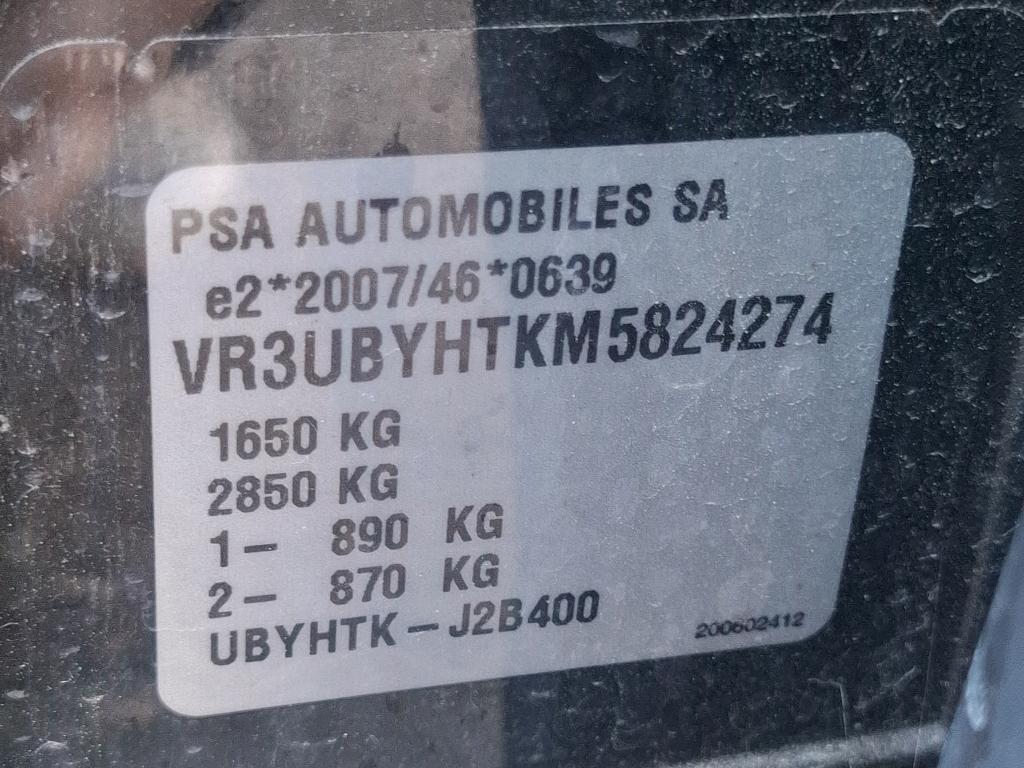 PSA AUTOMOBILES SA
e2*2007/46*0639
VR3UBYHTKM5824274
1650 KG
2850 KG
1- 890 KG
2- 870 KG
UBYHTK-J2B400
200602412